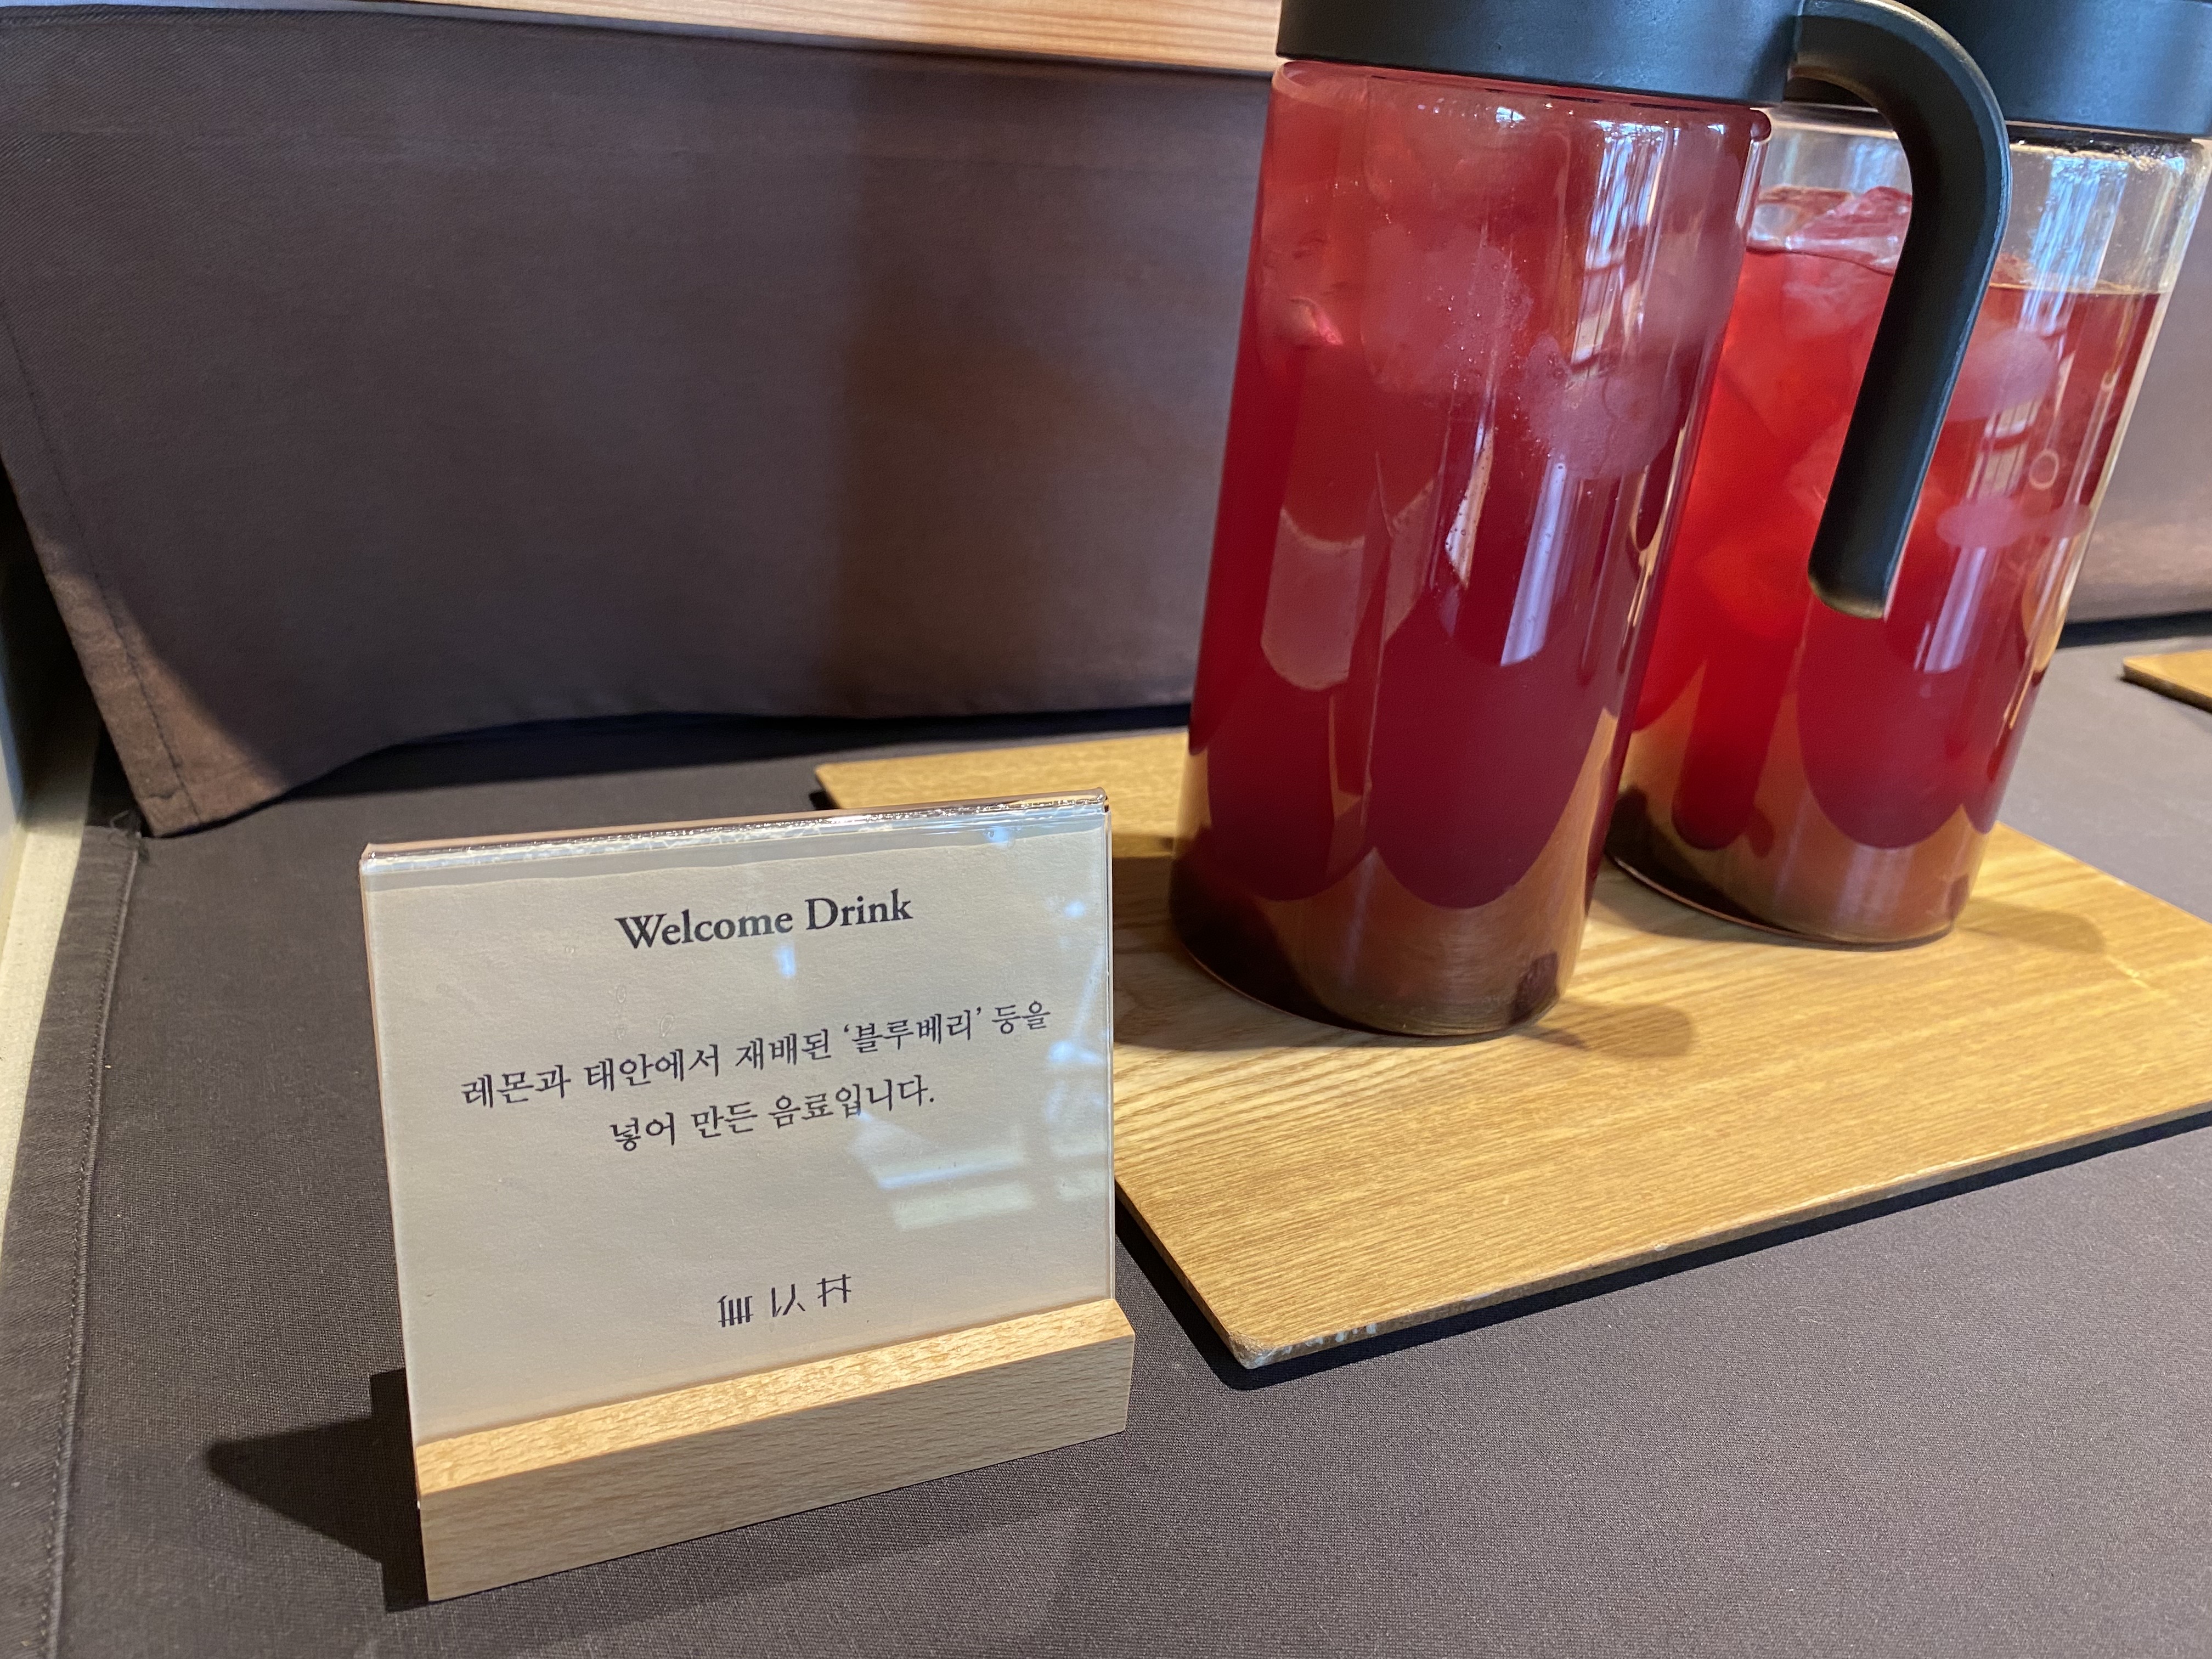 Welcome Drink
레몬과 태안에서 재배된 ‘블루베리’ 등을
넣어 만든 음료입니다.